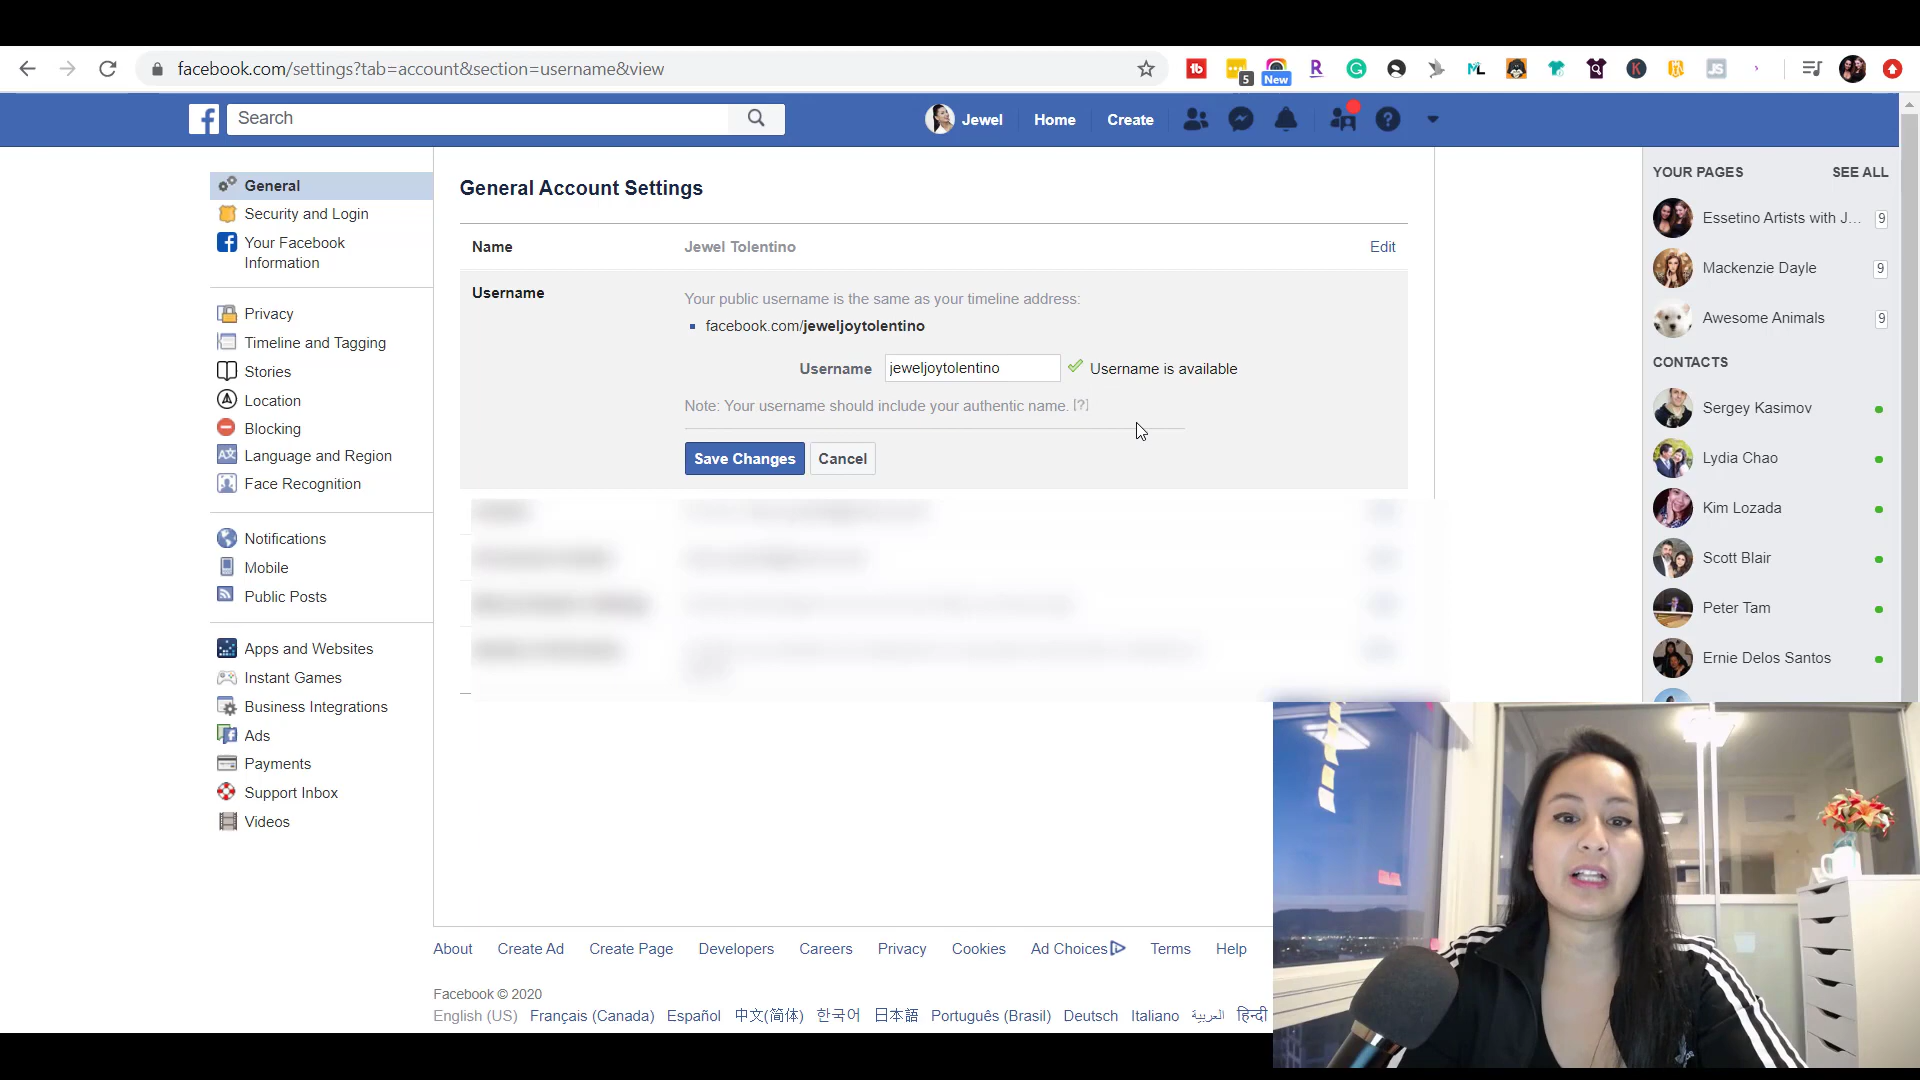 facebook.com/settings?tab=account&section=username&view
5
New
Search
Jewel
Home
Create
General
Security and Login
Your Facebook
Information
Privacy
Timeline and Tagging
Stories
Location
Blocking
Language and Region
Face Recognition
Notifications
Mobile
Public Posts
Apps and Websites
Instant Games
Business Integrations
Ads
Payments
Support Inbox
Videos
General Account Settings
Name Jewel Tolentino Edit
Username
Your public username is the same as your timeline address:
facebook.com/jeweljoytolentino
Username jeweljoytolentino Username is available
Note: Your username should include your authentic name. [?]
Save Changes Cancel
YOUR PAGES SEE ALL
Essetino Artists with J... 9
Mackenzie Dayle 9
Awesome Animals 9
CONTACTS
Sergey Kasimov
Lydia Chao
Kim Lozada
Scott Blair
Peter Tam
Ernie Delos Santos
About Create Ad Create Page Developers Careers Privacy Cookies Ad Choices Terms Help
Facebook © 2020
English (US) Français (Canada) Español 中文(简体) 한국어 日本語 Português (Brasil) Deutsch Italiano العربية हिन्दी